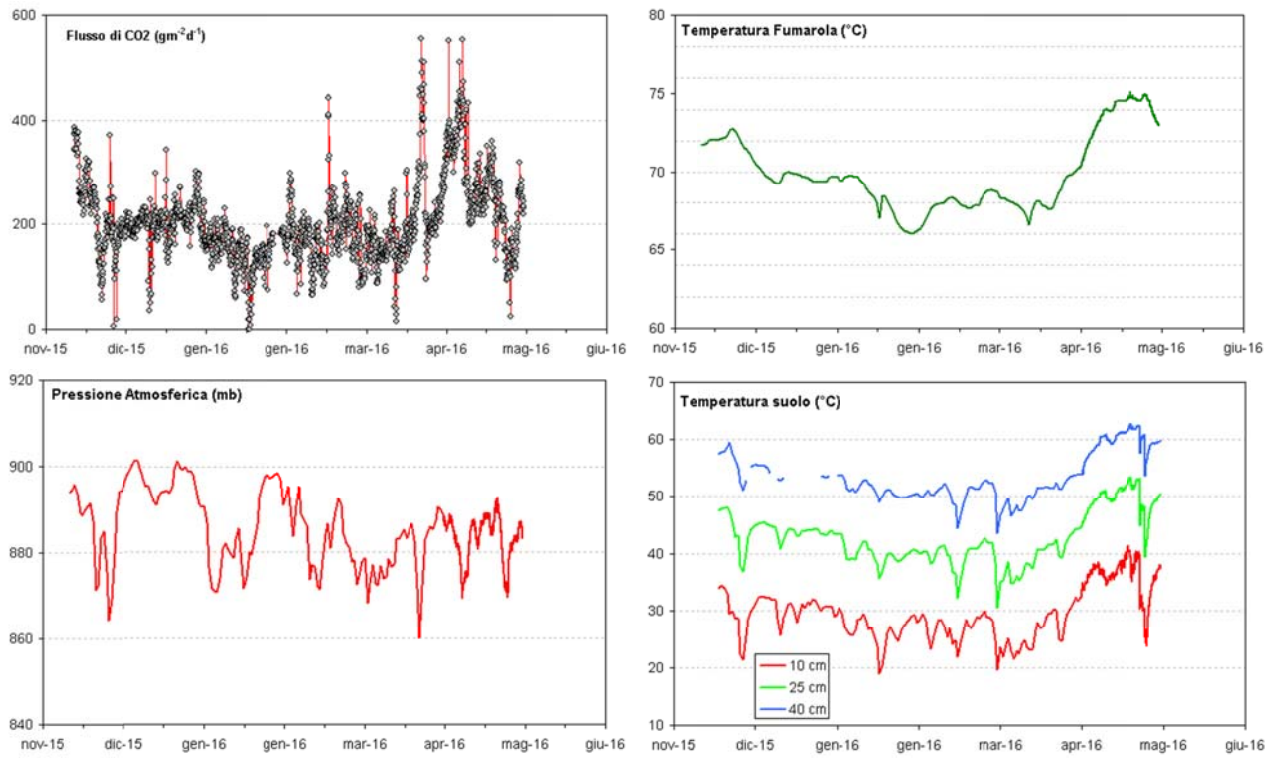 Flusso di CO2 (gm⁻²d⁻¹)
600
400
200
0
nov-15 dic-15 gen-16 gen-16 mar-16 apr-16 mag-16 giu-16
Temperatura Fumarola (°C)
80
75
70
65
60
nov-15 dic-15 gen-16 gen-16 mar-16 apr-16 mag-16 giu-16
Pressione Atmosferica (mb)
920
900
880
860
840
nov-15 dic-15 gen-16 gen-16 mar-16 apr-16 mag-16 giu-16
Temperatura suolo (°C)
70
60
50
40
30
20
10
10 cm
25 cm
40 cm
nov-15 dic-15 gen-16 gen-16 mar-16 apr-16 mag-16 giu-16